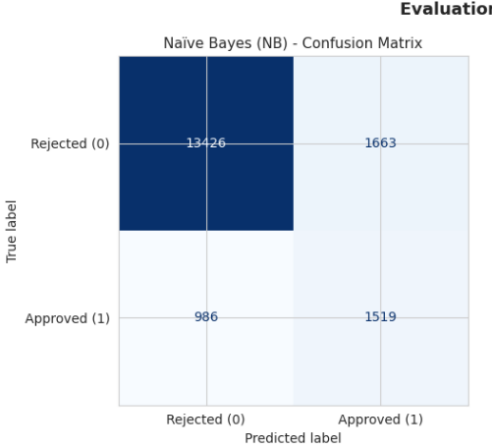 Evaluation
Naïve Bayes (NB) - Confusion Matrix
Rejected (0)
13426
1663
True label
Approved (1)
986
1519
Rejected (0)
Approved (1)
Predicted label